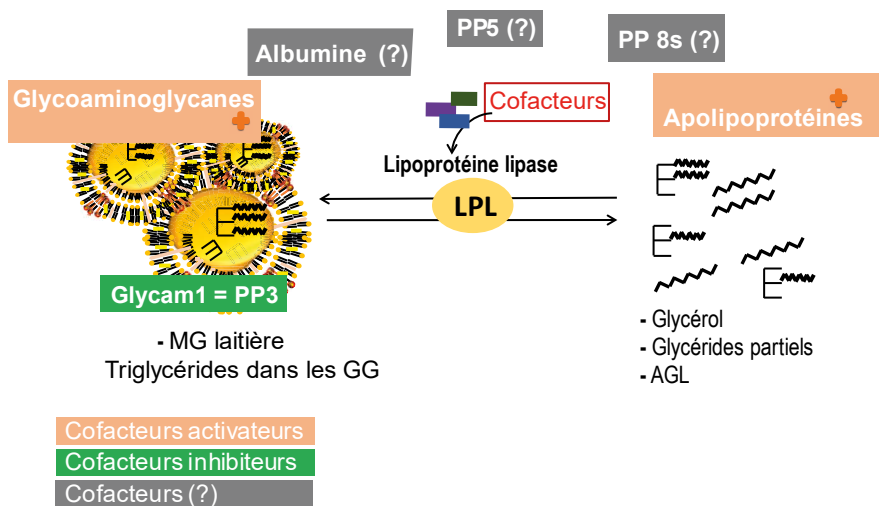 PP5 (?)
Albumine (?)
PP 8s (?)
Glycoaminoglycanes
+
Cofacteurs
+
Apolipoprotéines
Lipoprotéine lipase
LPL
Glycam1 = PP3
- MG laitière
Triglycérides dans les GG
- Glycérol
- Glycérides partiels
- AGL
Cofacteurs activateurs
Cofacteurs inhibiteurs
Cofacteurs (?)